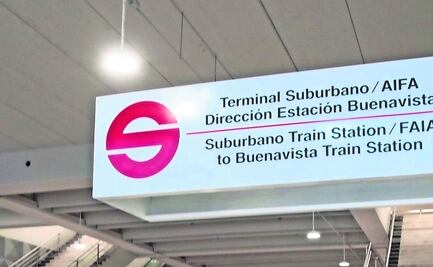 Terminal Suburbano / AIFA
Dirección Estación Buenavista
Suburbano Train Station / FAIA
to Buenavista Train Station